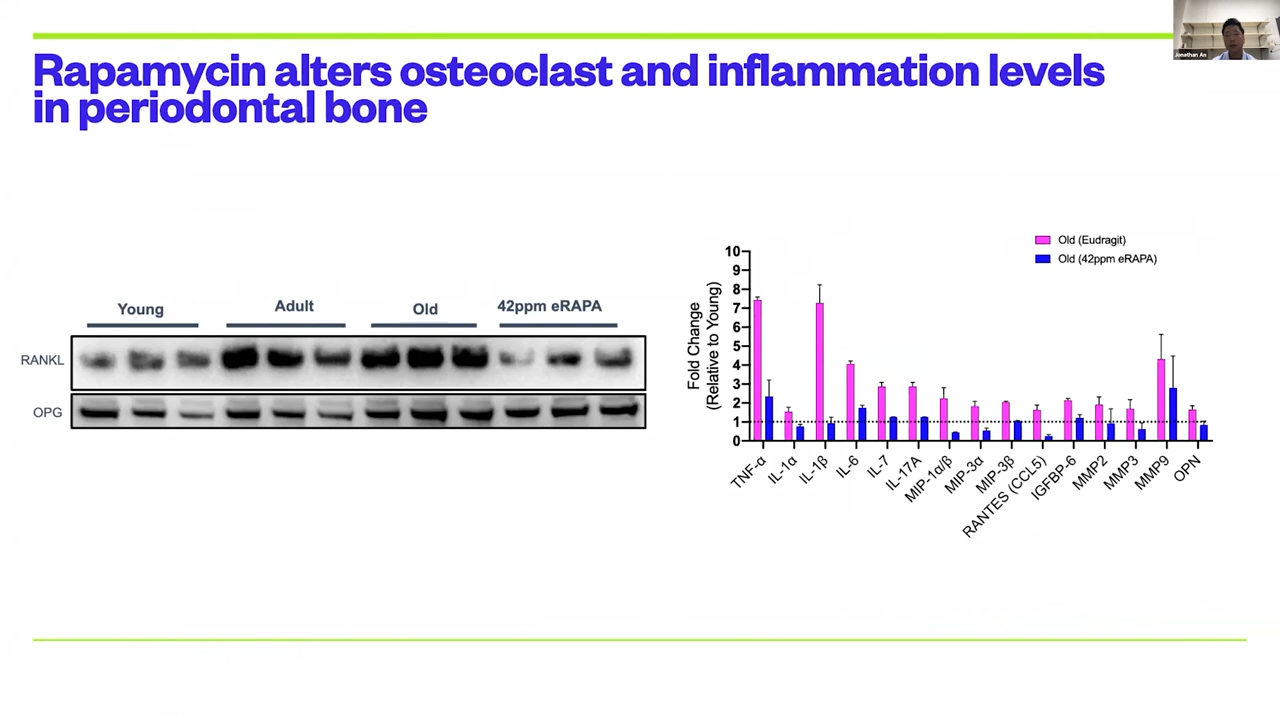 Rapamycin alters osteoclast and inflammation levels
in periodontal bone
Jonathan An
Young Adult Old 42ppm eRAPA
RANKL
OPG
Old (Eudragit)
Old (42ppm eRAPA)
Fold Change
(Relative to Young)
10
9
8
7
6
5
4
3
2
1
0
TNF-α
IL-1α
IL-1β
IL-6
IL-7
IL-17A
MIP-1α/β
MIP-3α
MIP-3β
RANTES (CCL5)
IGFBP-6
MMP2
MMP3
MMP9
OPN